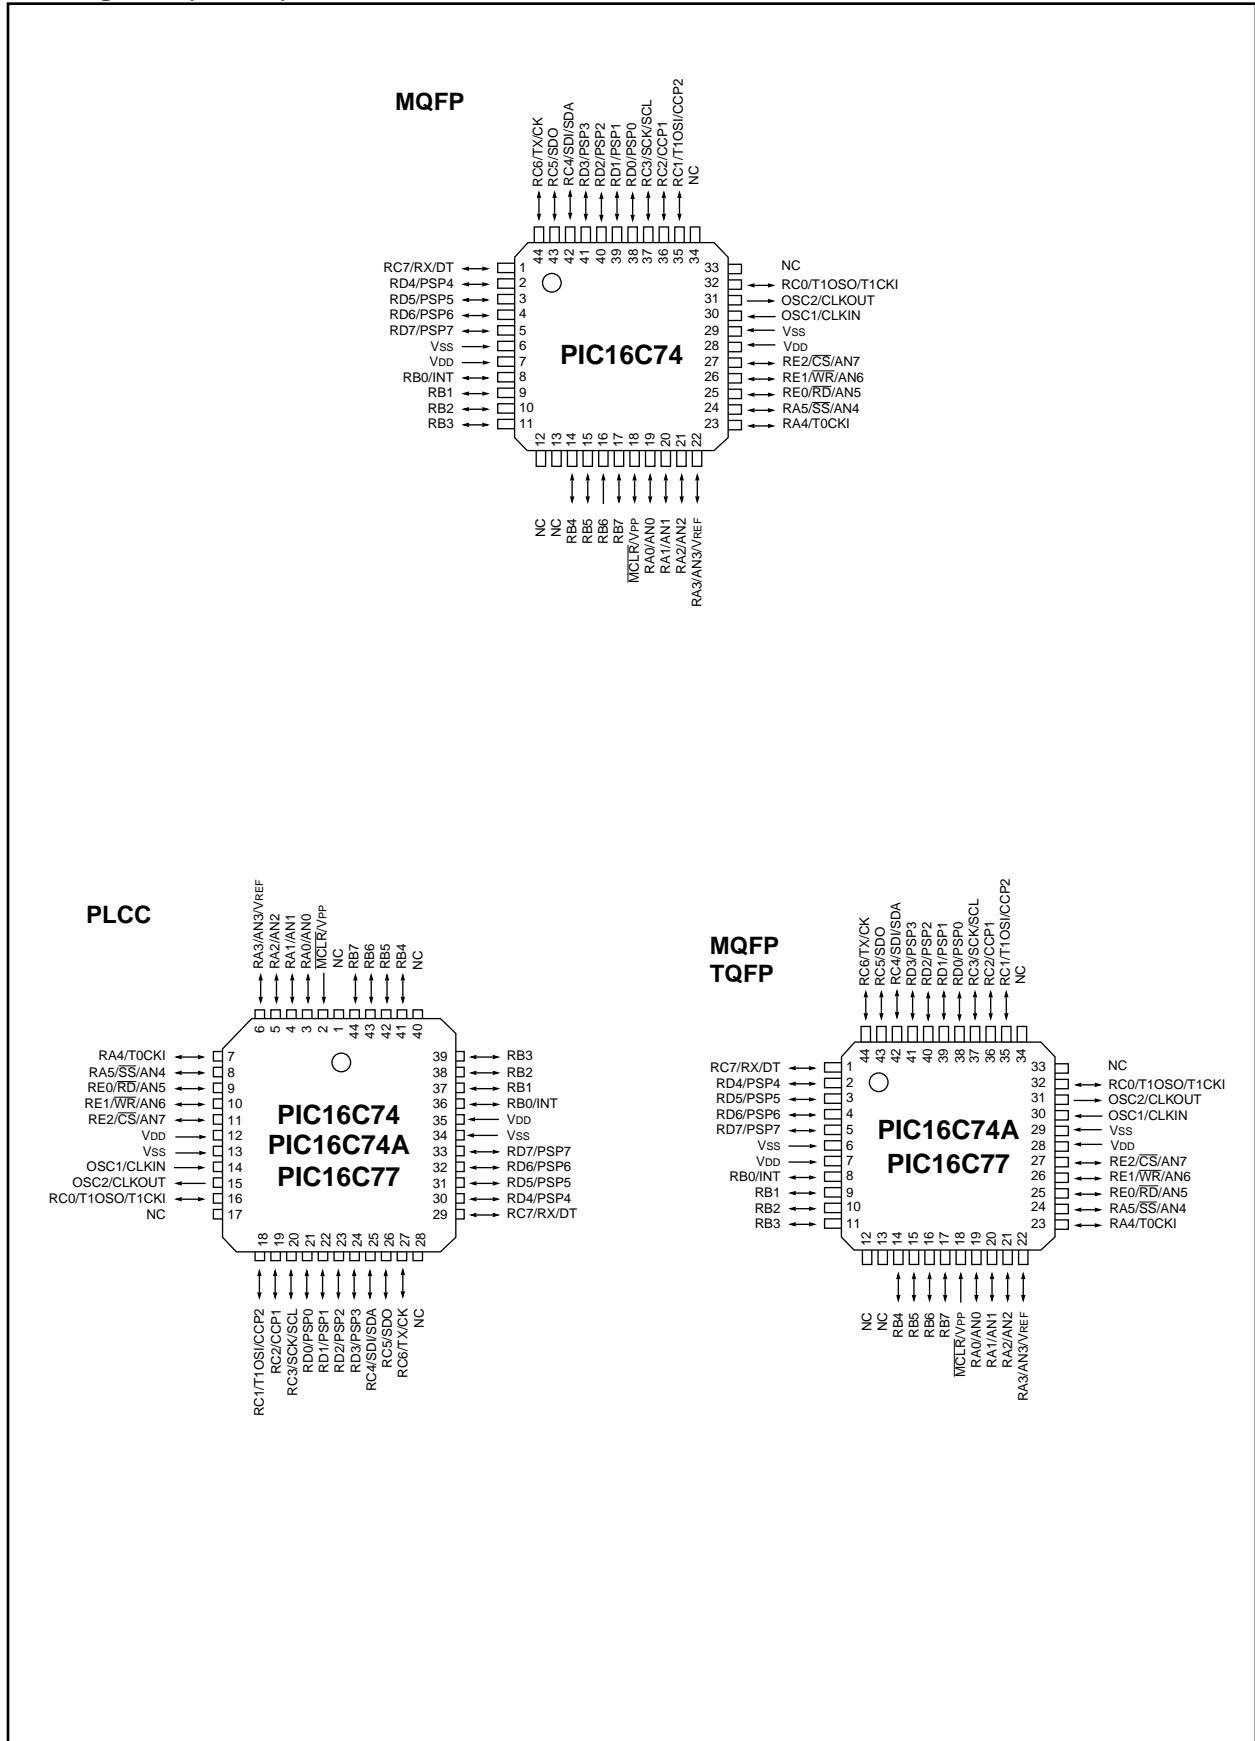 MQFP
RC6/TX/CK
RC5/SDO
RC4/SDI/SDA
RD3/PSP3
RD2/PSP2
RD1/PSP1
RD0/PSP0
RC3/SCK/SCL
RC2/CCP1
RC1/T1OSI/CCP2
NC
44 43 42 41 40 39 38 37 36 35 34
RC7/RX/DT 1
RD4/PSP4 2
RD5/PSP5 3
RD6/PSP6 4
RD7/PSP7 5
VSS 6
VDD 7
RB0/INT 8
RB1 9
RB2 10
RB3 11
PIC16C74
33 NC
32 RC0/T1OSO/T1CKI
31 OSC2/CLKOUT
30 OSC1/CLKIN
29 VSS
28 VDD
27 RE2/CS/AN7
26 RE1/WR/AN6
25 RE0/RD/AN5
24 RA5/SS/AN4
23 RA4/T0CKI
12 13 14 15 16 17 18 19 20 21 22
NC
NC
RB4
RB5
RB6
RB7
MCLR/VPP
RA0/AN0
RA1/AN1
RA2/AN2
RA3/AN3/VREF
PLCC
RA3/AN3/VREF
RA2/AN2
RA1/AN1
RA0/AN0
MCLR/VPP
NC
RB7
RB6
RB5
RB4
NC
6 5 4 3 2 1 44 43 42 41 40
RA4/T0CKI 7
RA5/SS/AN4 8
RE0/RD/AN5 9
RE1/WR/AN6 10
RE2/CS/AN7 11
VDD 12
VSS 13
OSC1/CLKIN 14
OSC2/CLKOUT 15
RC0/T1OSO/T1CKI 16
NC 17
PIC16C74
PIC16C74A
PIC16C77
39 RB3
38 RB2
37 RB1
36 RB0/INT
35 VDD
34 VSS
33 RD7/PSP7
32 RD6/PSP6
31 RD5/PSP5
30 RD4/PSP4
29 RC7/RX/DT
18 19 20 21 22 23 24 25 26 27 28
RC1/T1OSI/CCP2
RC2/CCP1
RC3/SCK/SCL
RD0/PSP0
RD1/PSP1
RD2/PSP2
RD3/PSP3
RC4/SDI/SDA
RC5/SDO
RC6/TX/CK
NC
MQFP
TQFP
RC6/TX/CK
RC5/SDO
RC4/SDI/SDA
RD3/PSP3
RD2/PSP2
RD1/PSP1
RD0/PSP0
RC3/SCK/SCL
RC2/CCP1
RC1/T1OSI/CCP2
NC
44 43 42 41 40 39 38 37 36 35 34
RC7/RX/DT 1
RD4/PSP4 2
RD5/PSP5 3
RD6/PSP6 4
RD7/PSP7 5
VSS 6
VDD 7
RB0/INT 8
RB1 9
RB2 10
RB3 11
PIC16C74A
PIC16C77
33 NC
32 RC0/T1OSO/T1CKI
31 OSC2/CLKOUT
30 OSC1/CLKIN
29 VSS
28 VDD
27 RE2/CS/AN7
26 RE1/WR/AN6
25 RE0/RD/AN5
24 RA5/SS/AN4
23 RA4/T0CKI
12 13 14 15 16 17 18 19 20 21 22
NC
NC
RB4
RB5
RB6
RB7
MCLR/VPP
RA0/AN0
RA1/AN1
RA2/AN2
RA3/AN3/VREF